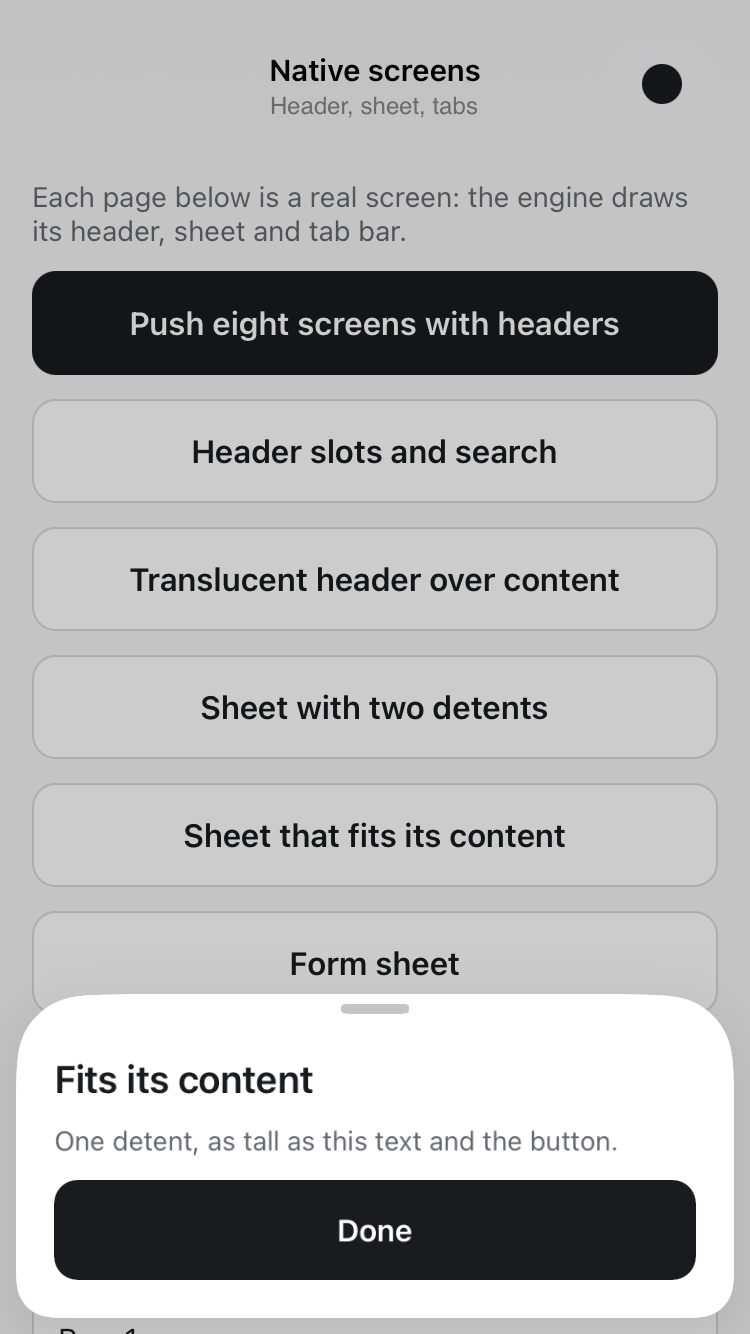 Native screens
Header, sheet, tabs
Each page below is a real screen: the engine draws
its header, sheet and tab bar.
Push eight screens with headers
Header slots and search
Translucent header over content
Sheet with two detents
Sheet that fits its content
Form sheet
Fits its content
One detent, as tall as this text and the button.
Done